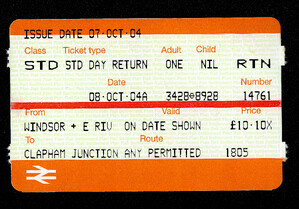 ISSUE DATE 07·OCT·04
Class Ticket type Adult Child
STD STD DAY RETURN ONE NIL RTN
Date Number
08·OCT·04A 3428⊕8928 14761
From Valid Price
WINDSOR + E RIV ON DATE SHOWN £10·10X
To Route
CLAPHAM JUNCTION ANY PERMITTED 1805